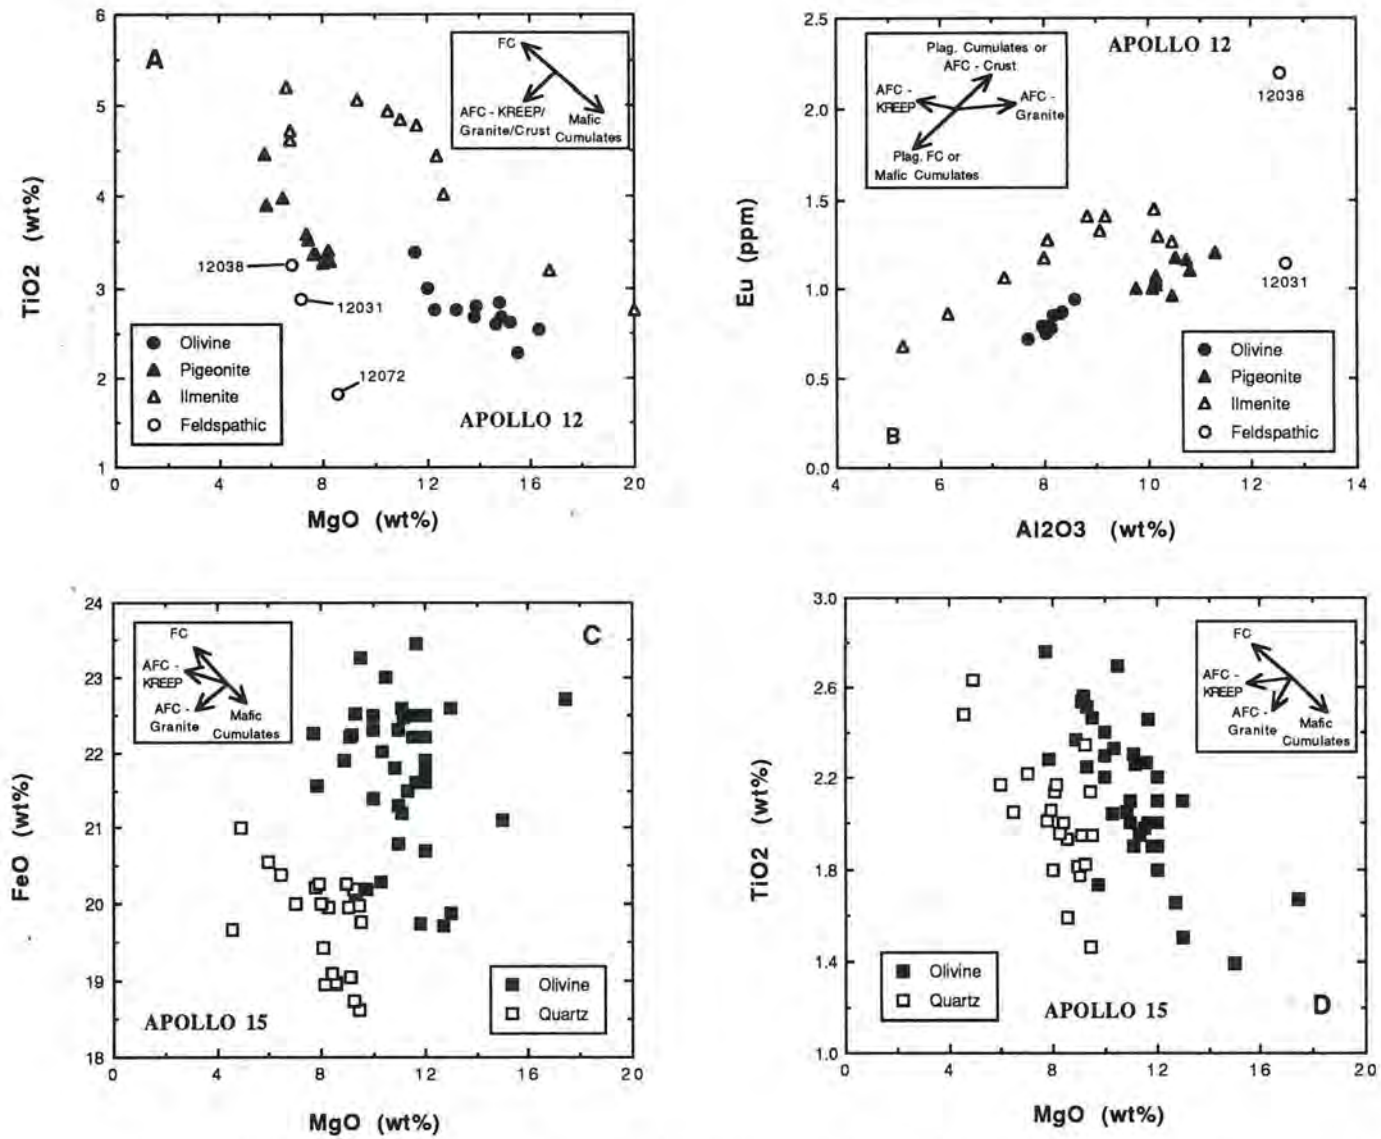 A
FC
AFC - KREEP/
Granite/Crust
Mafic
Cumulates
TiO2 (wt%)
6
5
4
3
2
1
12038
12031
12072
Olivine
Pigeonite
Ilmenite
Feldspathic
APOLLO 12
0
4
8
12
16
20
MgO (wt%)
APOLLO 12
Plag. Cumulates or
AFC - Crust
AFC -
KREEP
AFC -
Granite
Plag. FC or
Mafic Cumulates
Eu (ppm)
2.5
2.0
1.5
1.0
0.5
0.0
12038
12031
Olivine
Pigeonite
Ilmenite
Feldspathic
B
4
6
8
10
12
14
Al2O3 (wt%)
C
FC
AFC -
KREEP
AFC -
Granite
Mafic
Cumulates
FeO (wt%)
24
23
22
21
20
19
18
APOLLO 15
Olivine
Quartz
0
4
8
12
16
20
MgO (wt%)
FC
AFC -
KREEP
AFC -
Granite
Mafic
Cumulates
TiO2 (wt%)
3.0
2.6
2.2
1.8
1.4
1.0
Olivine
Quartz
APOLLO 15
D
0
4
8
12
16
20
MgO (wt%)